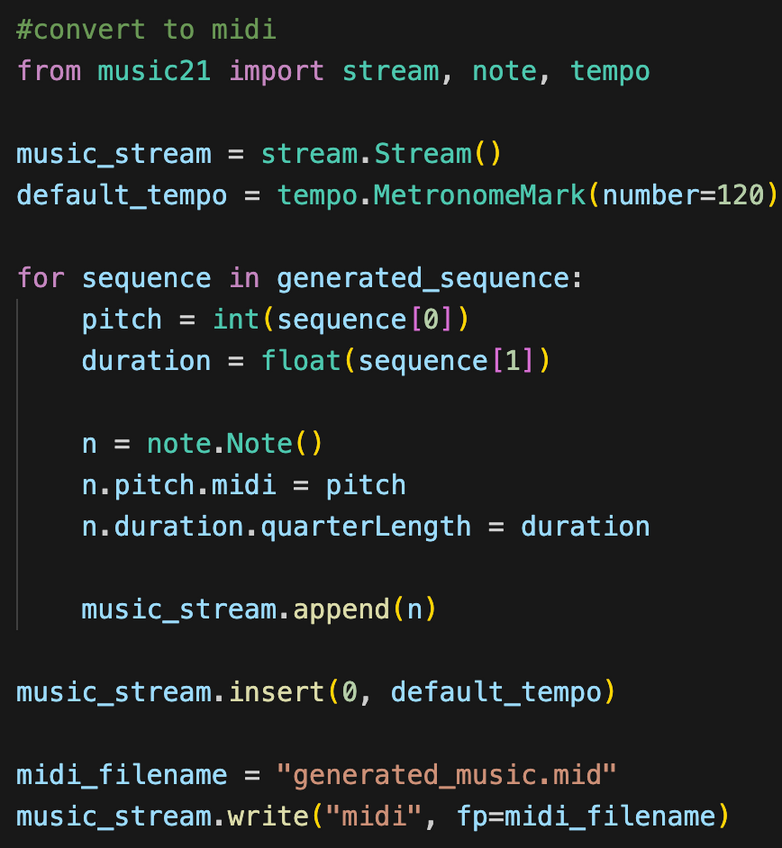 #convert to midi
from music21 import stream, note, tempo
music_stream = stream.Stream()
default_tempo = tempo.MetronomeMark(number=120)
for sequence in generated_sequence:
    pitch = int(sequence[0])
    duration = float(sequence[1])
    n = note.Note()
    n.pitch.midi = pitch
    n.duration.quarterLength = duration
    music_stream.append(n)
music_stream.insert(0, default_tempo)
midi_filename = "generated_music.mid"
music_stream.write("midi", fp=midi_filename)